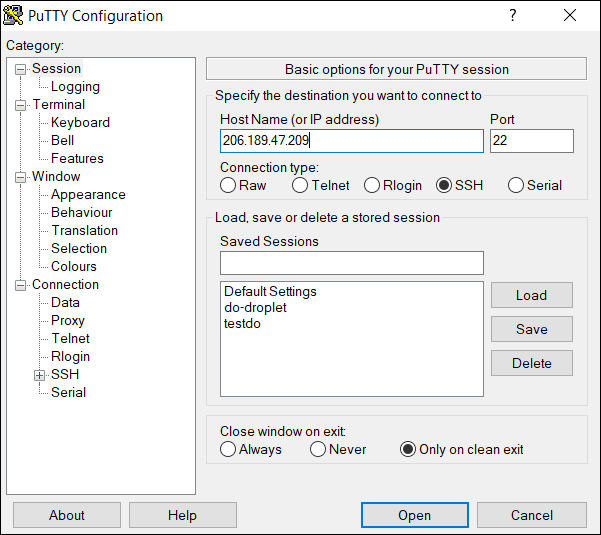 PuTTY Configuration
?
Category:
Session
Logging
Terminal
Keyboard
Bell
Features
Window
Appearance
Behaviour
Translation
Selection
Colours
Connection
Data
Proxy
Telnet
Rlogin
SSH
Serial
Basic options for your PuTTY session
Specify the destination you want to connect to
Host Name (or IP address) Port
206.189.47.209 22
Connection type:
Raw Telnet Rlogin SSH Serial
Load, save or delete a stored session
Saved Sessions
Default Settings
do-droplet
testdo
Load
Save
Delete
Close window on exit:
Always Never Only on clean exit
About Help Open Cancel